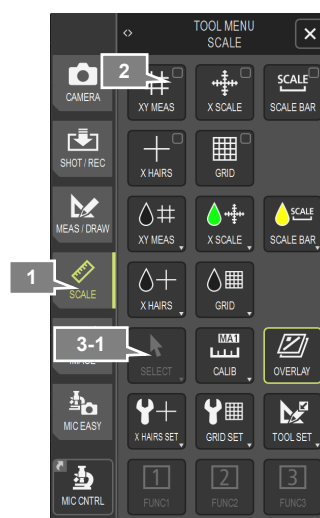 TOOL MENU
SCALE
2
CAMERA
XY MEAS
X SCALE
SCALE
SCALE BAR
SHOT / REC
X HAIRS
GRID
MEAS / DRAW
XY MEAS
X SCALE
SCALE
SCALE BAR
1
SCALE
X HAIRS
GRID
3-1
IMAGE
SELECT
MA1
CALIB
OVERLAY
MIC EASY
X HAIRS SET
GRID SET
TOOL SET
MIC CNTRL
1
FUNC1
2
FUNC2
3
FUNC3